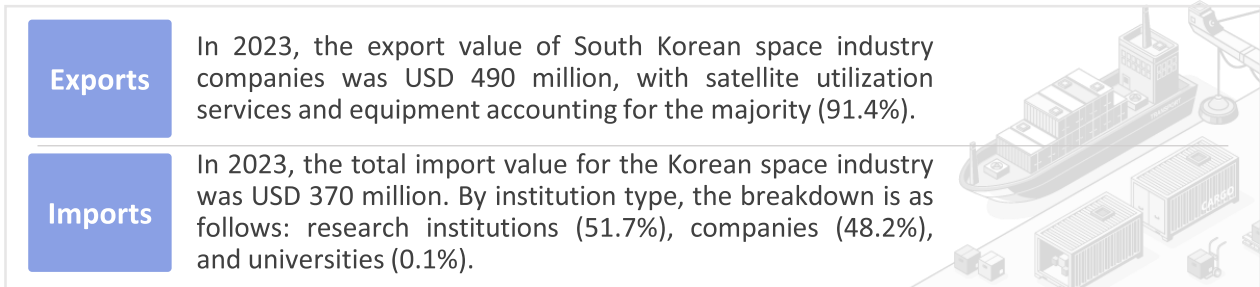 Exports
In 2023, the export value of South Korean space industry
companies was USD 490 million, with satellite utilization
services and equipment accounting for the majority (91.4%).
Imports
In 2023, the total import value for the Korean space industry
was USD 370 million. By institution type, the breakdown is as
follows: research institutions (51.7%), companies (48.2%),
and universities (0.1%).
CARGO